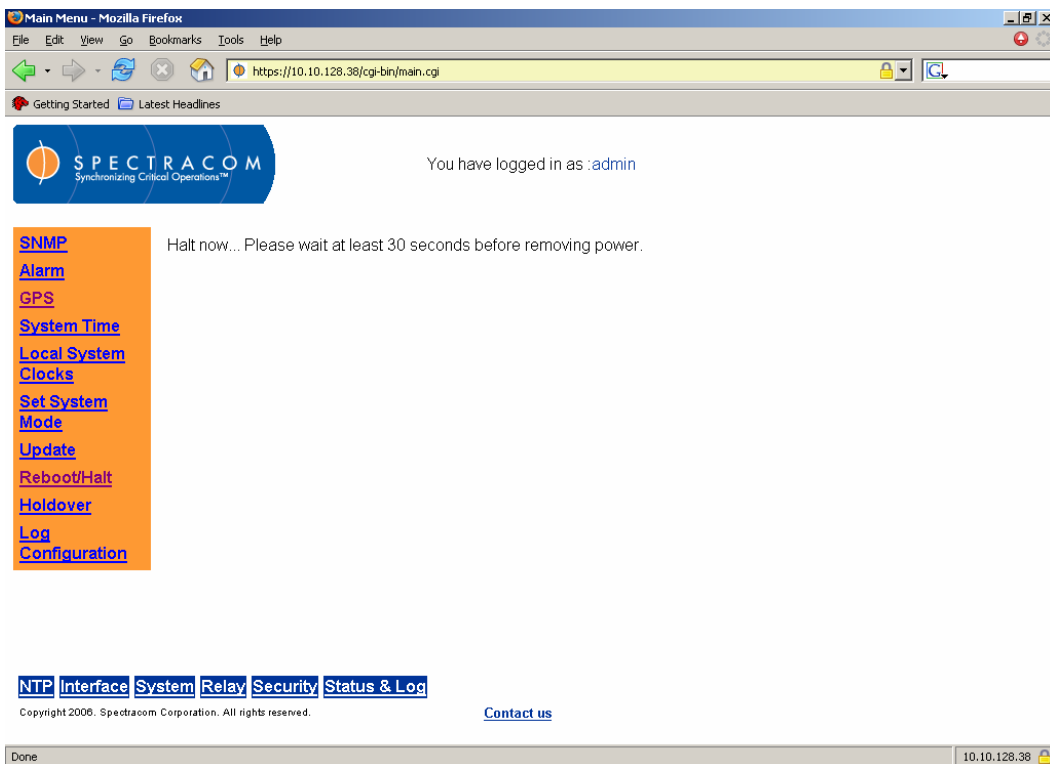 Main Menu - Mozilla Firefox
File Edit View Go Bookmarks Tools Help
https://10.10.128.38/cgi-bin/main.cgi
G
Getting Started Latest Headlines
SPECTRACOM
Synchronizing Critical Operations™
You have logged in as :admin
SNMP
Halt now... Please wait at least 30 seconds before removing power.
Alarm
GPS
System Time
Local System
Clocks
Set System
Mode
Update
Reboot/Halt
Holdover
Log
Configuration
NTP Interface System Relay Security Status & Log
Copyright 2006. Spectracom Corporation. All rights reserved.
Contact us
Done
10.10.128.38